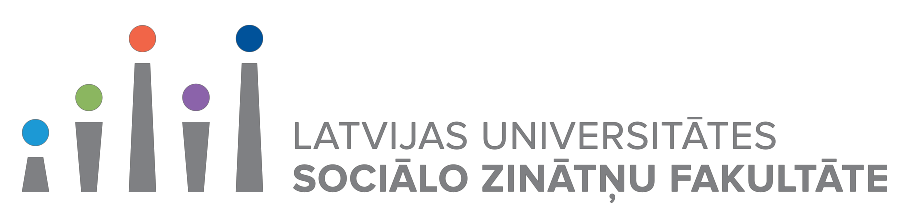 LATVIJAS UNIVERSITĀTES
SOCIĀLO ZINĀTŅU FAKULTĀTE